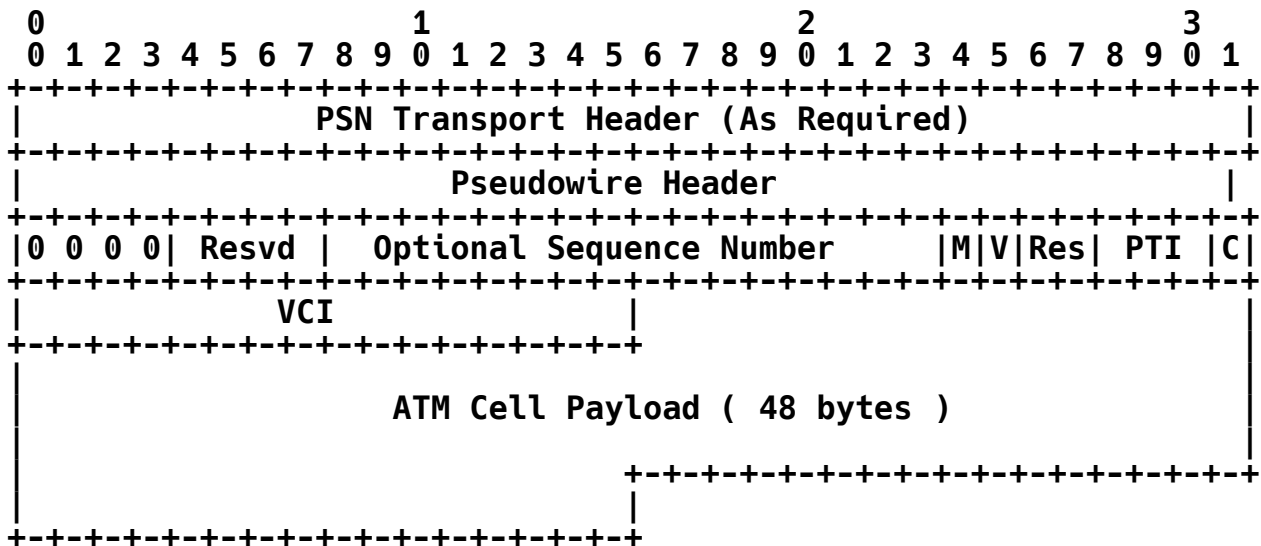 0                   1                   2                   3
 0 1 2 3 4 5 6 7 8 9 0 1 2 3 4 5 6 7 8 9 0 1 2 3 4 5 6 7 8 9 0 1
+-+-+-+-+-+-+-+-+-+-+-+-+-+-+-+-+-+-+-+-+-+-+-+-+-+-+-+-+-+-+-+-+
|               PSN Transport Header (As Required)              |
+-+-+-+-+-+-+-+-+-+-+-+-+-+-+-+-+-+-+-+-+-+-+-+-+-+-+-+-+-+-+-+-+
|                      Pseudowire Header                       |
+-+-+-+-+-+-+-+-+-+-+-+-+-+-+-+-+-+-+-+-+-+-+-+-+-+-+-+-+-+-+-+-+
|0 0 0 0| Resvd |  Optional Sequence Number     |M|V|Res| PTI |C|
+-+-+-+-+-+-+-+-+-+-+-+-+-+-+-+-+-+-+-+-+-+-+-+-+-+-+-+-+-+-+-+-+
|             VCI               |                               |
+-+-+-+-+-+-+-+-+-+-+-+-+-+-+-+-+                               |
|                                                               |
|                   ATM Cell Payload ( 48 bytes )               |
|                                                               |
|                               +-+-+-+-+-+-+-+-+-+-+-+-+-+-+-+-+
|                               |
+-+-+-+-+-+-+-+-+-+-+-+-+-+-+-+-+